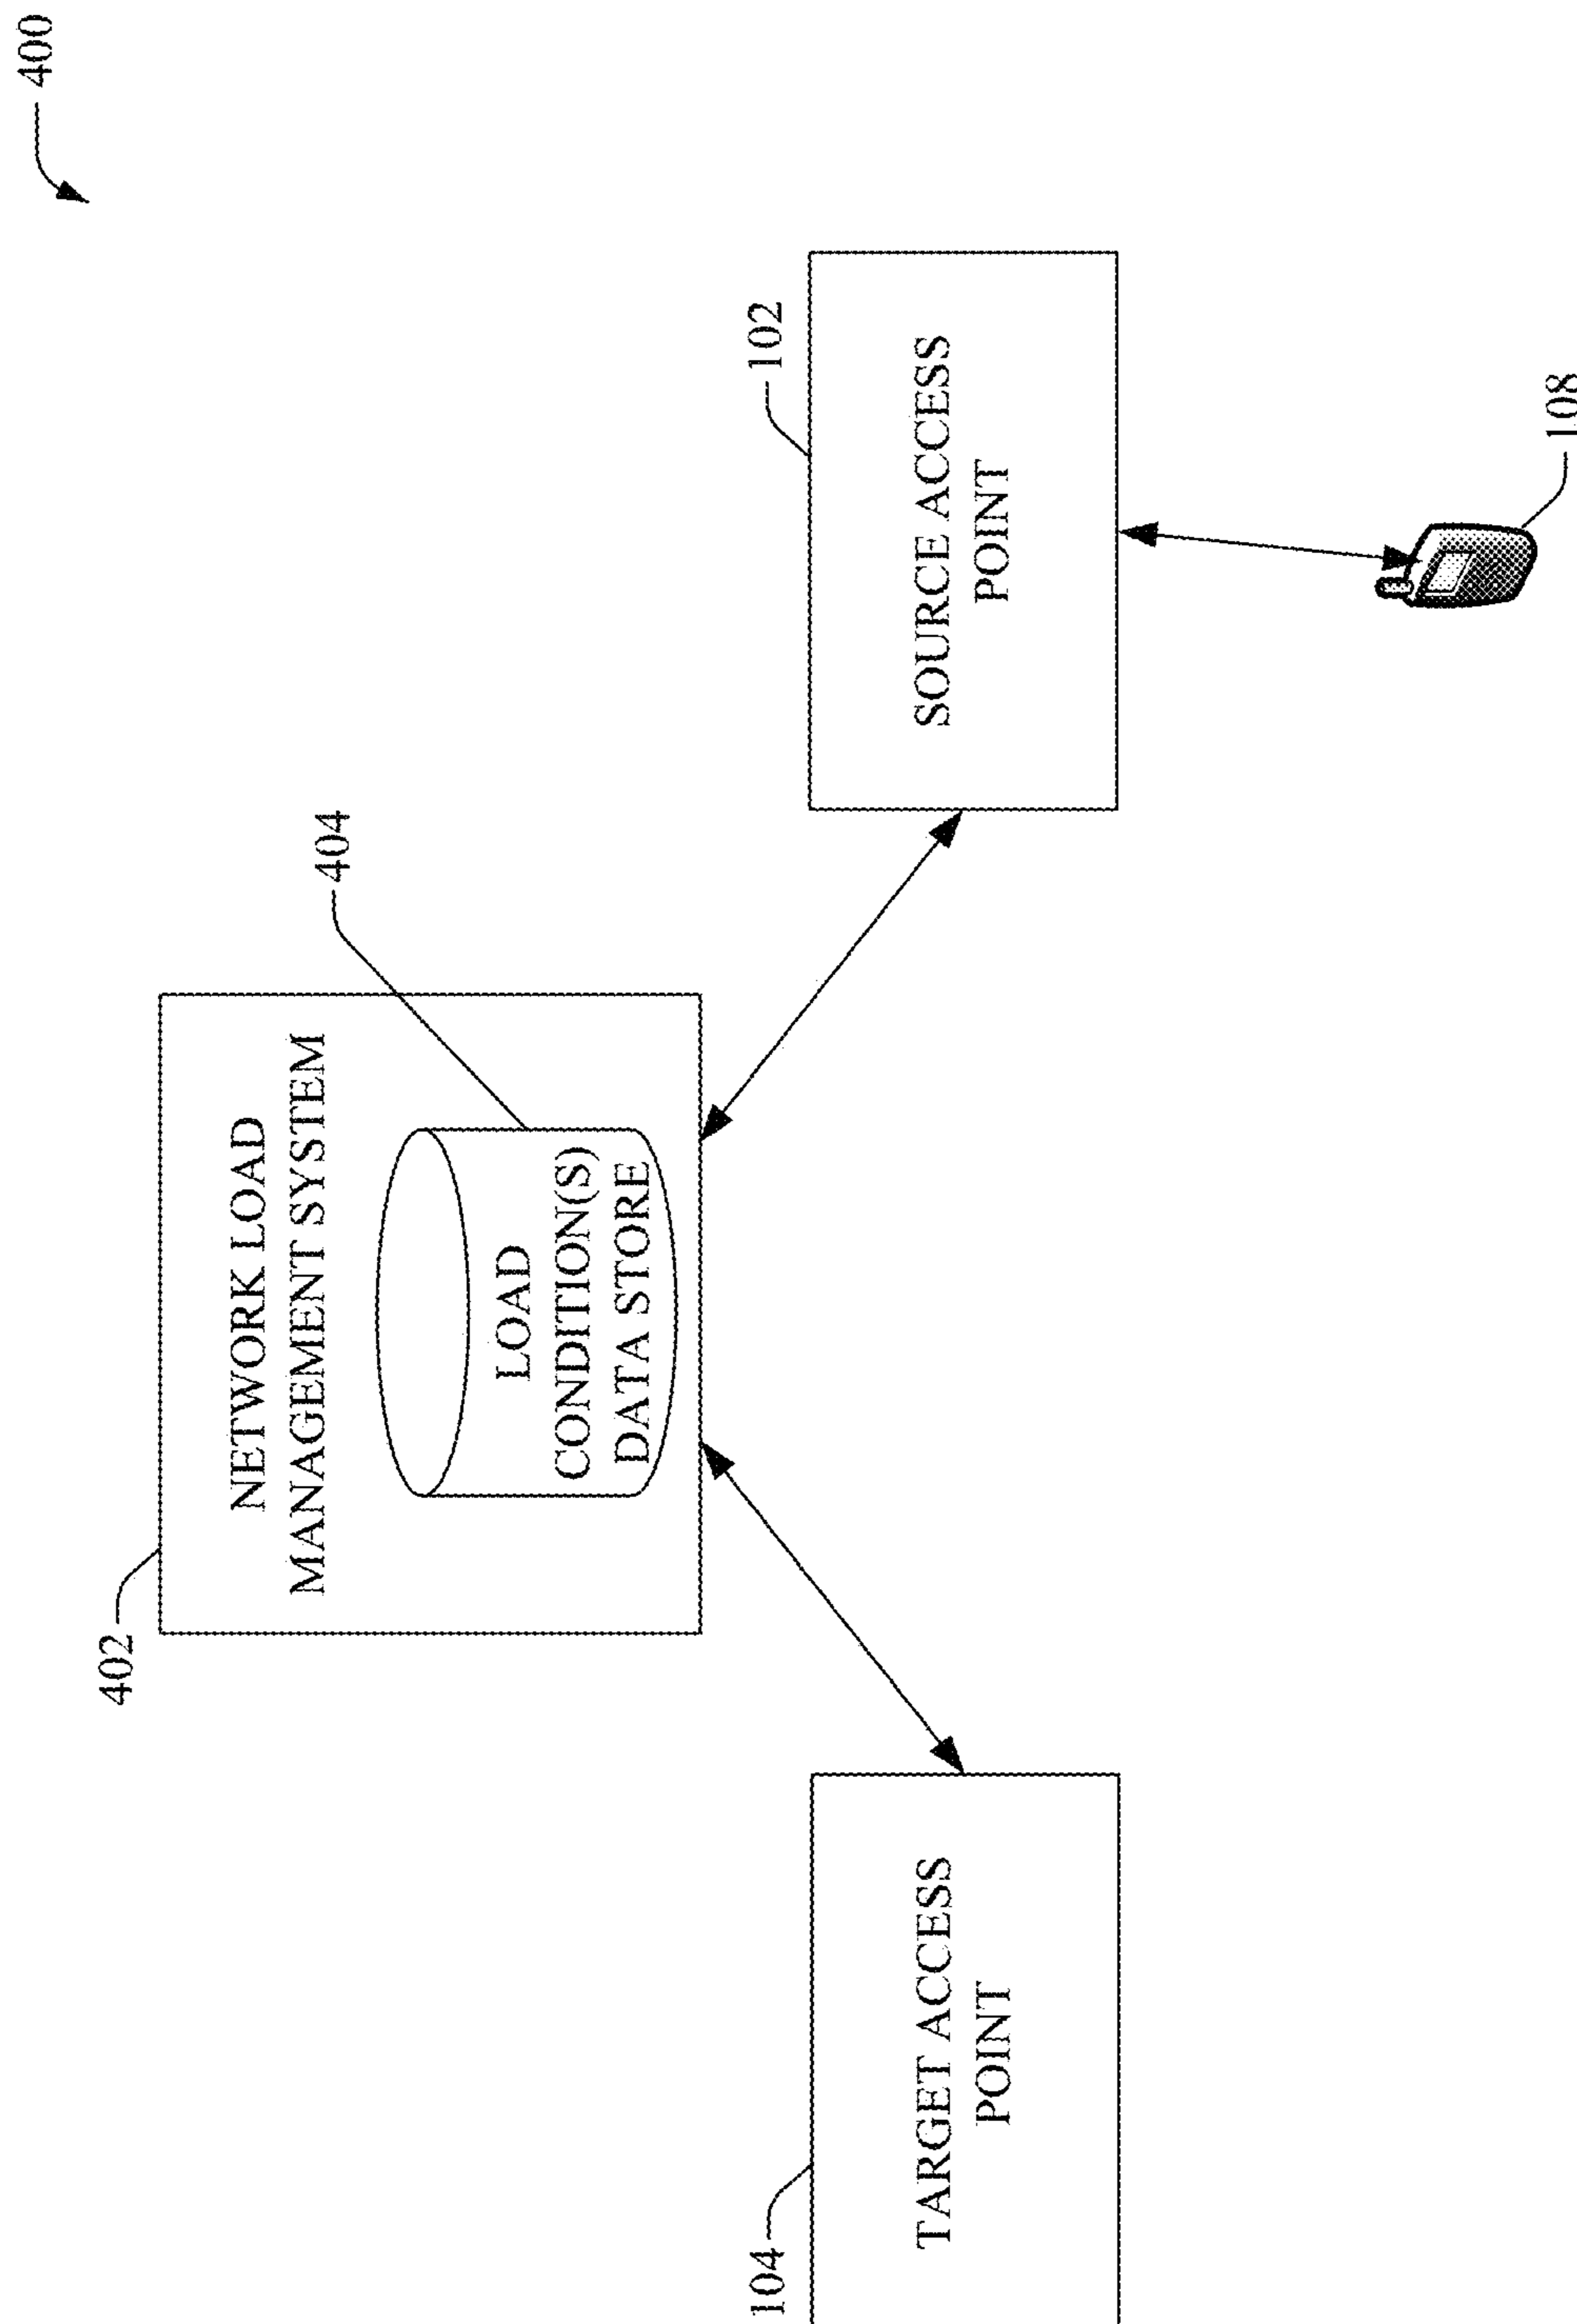 400
402
NETWORK LOAD
MANAGEMENT SYSTEM
404
LOAD
CONDITION(S)
DATA STORE
104
TARGET ACCESS
POINT
102
SOURCE ACCESS
POINT
108